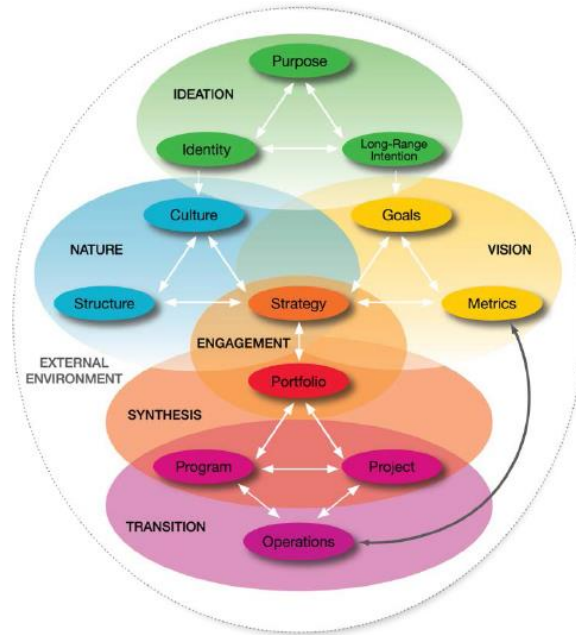 Purpose
IDEATION
Identity
Long-Range
Intention
Culture
Goals
NATURE
VISION
Structure
Strategy
Metrics
ENGAGEMENT
EXTERNAL
ENVIRONMENT
Portfolio
SYNTHESIS
Program
Project
TRANSITION
Operations